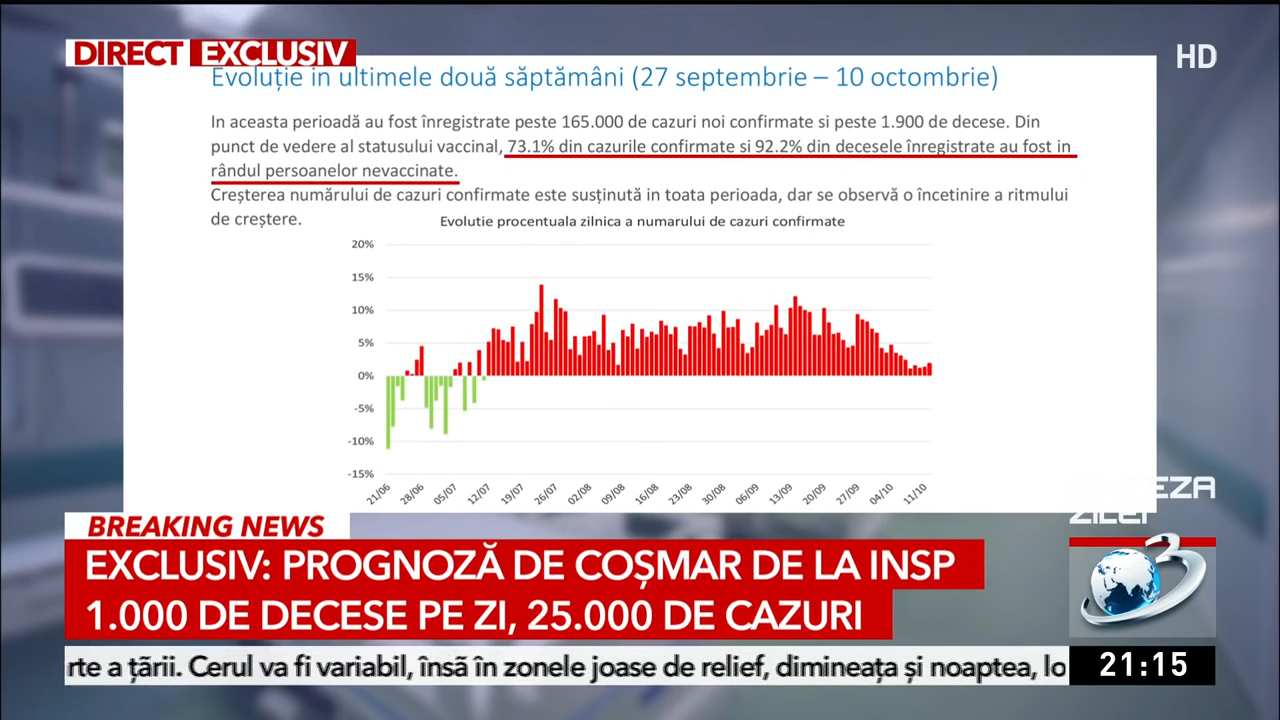 DIRECT EXCLUSIV
HD
Evoluție in ultimele două săptămâni (27 septembrie – 10 octombrie)
In aceasta perioadă au fost înregistrate peste 165.000 de cazuri noi confirmate si peste 1.900 de decese. Din
punct de vedere al statusului vaccinal, 73.1% din cazurile confirmate si 92.2% din decesele înregistrate au fost in
rândul persoanelor nevaccinate.
Creșterea numărului de cazuri confirmate este susținută in toata perioada, dar se observă o încetinire a ritmului
de creștere.
Evolutie procentuala zilnica a numarului de cazuri confirmate
20%
15%
10%
5%
0%
-5%
-10%
-15%
21/06 28/06 05/07 12/07 19/07 26/07 02/08 09/08 16/08 23/08 30/08 06/09 13/09 20/09 27/09 04/10 11/10
ZILEI
BREAKING NEWS
EXCLUSIV: PROGNOZĂ DE COȘMAR DE LA INSP
1.000 DE DECESE PE ZI, 25.000 DE CAZURI
3
rte a țării. Cerul va fi variabil, însă în zonele joase de relief, dimineața și noaptea, lo
21:15